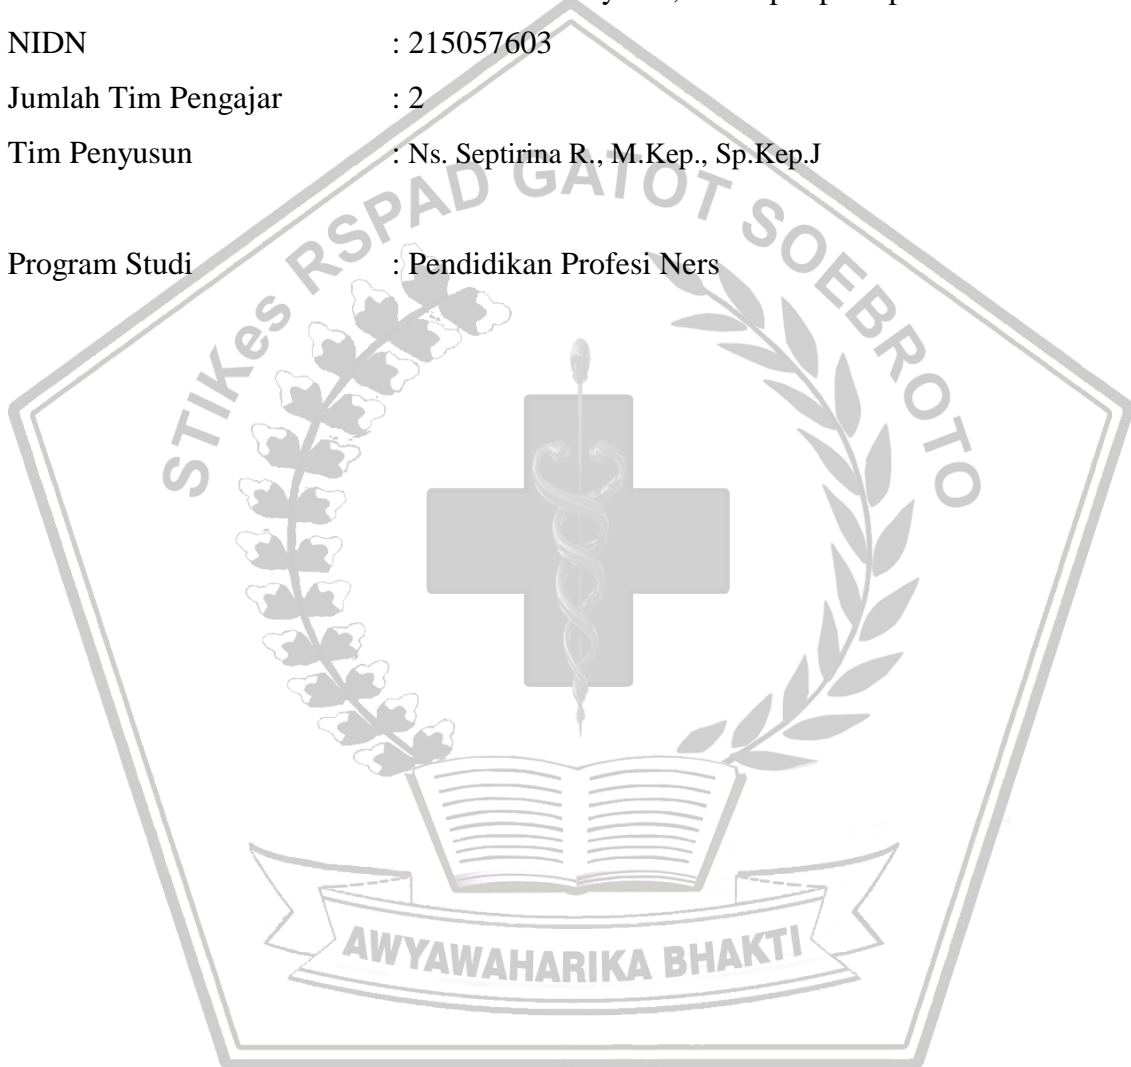 NIDN : 215057603
Jumlah Tim Pengajar : 2
Tim Penyusun : Ns. Septirina R., M.Kep., Sp.Kep.J
Program Studi : Pendidikan Profesi Ners
STIKes RSPAD GATOT SOEBROTO
AWYAWAHARIKA BHAKTI